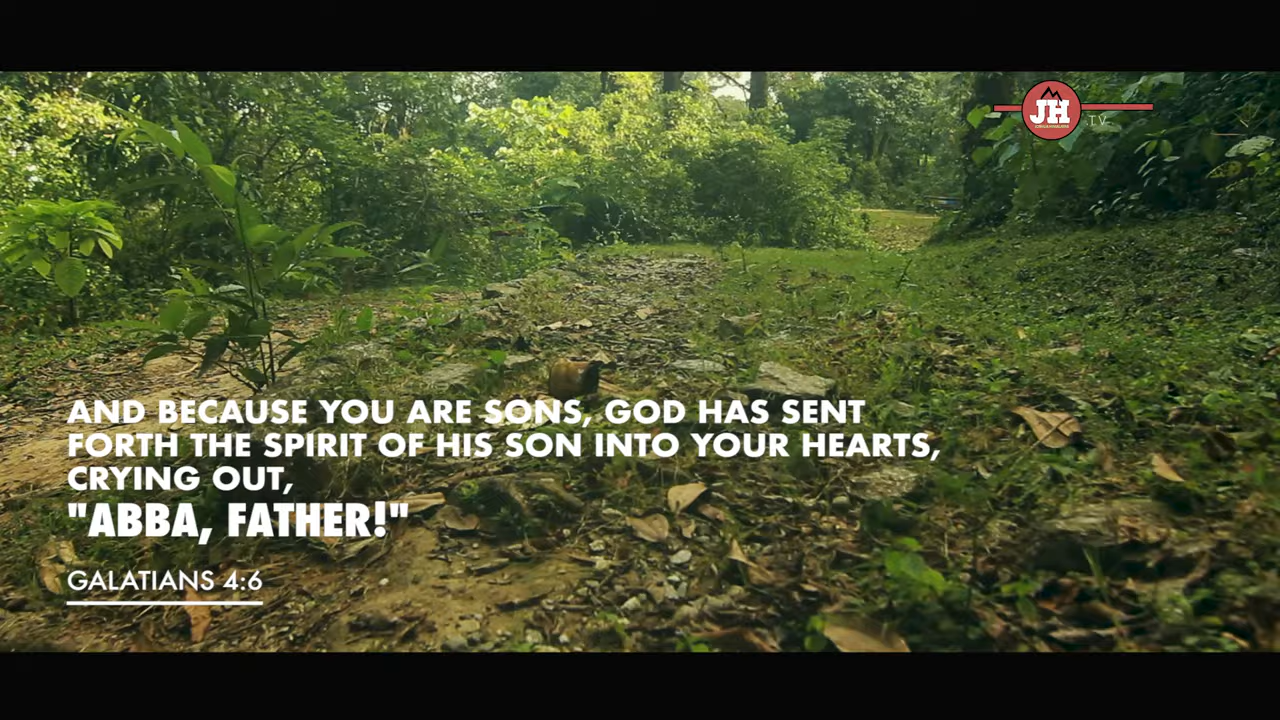 JH
.TV
AND BECAUSE YOU ARE SONS, GOD HAS SENT
FORTH THE SPIRIT OF HIS SON INTO YOUR HEARTS,
CRYING OUT,
"ABBA, FATHER!"
GALATIANS 4:6